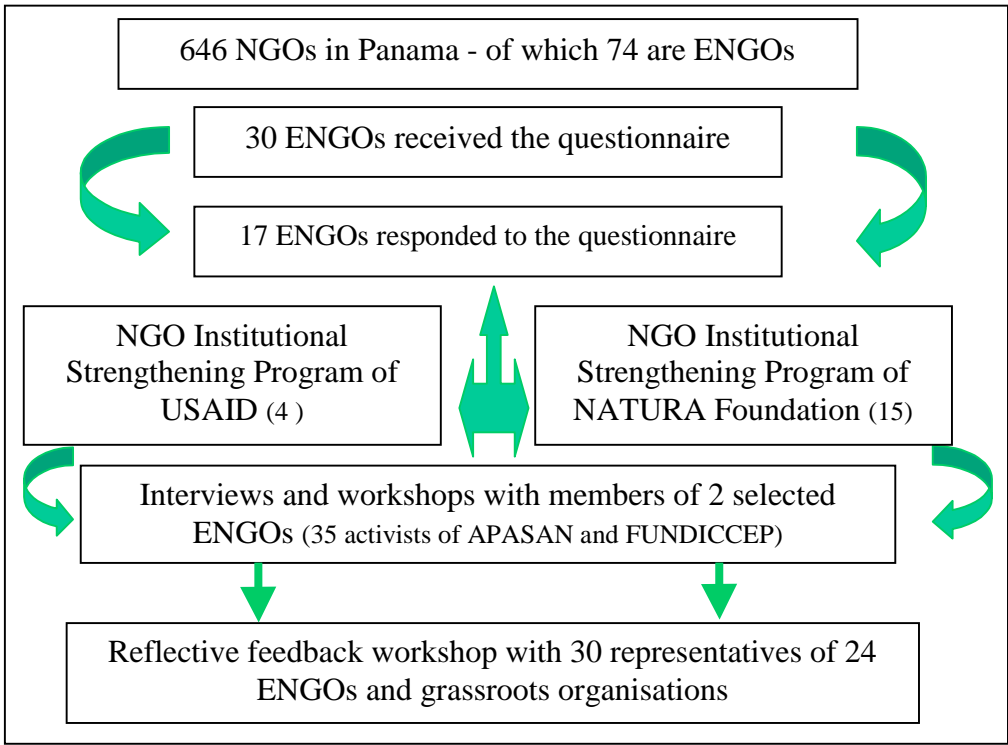 646 NGOs in Panama - of which 74 are ENGOs
30 ENGOs received the questionnaire
17 ENGOs responded to the questionnaire
NGO Institutional
Strengthening Program of
USAID (4 )
NGO Institutional
Strengthening Program of
NATURA Foundation (15)
Interviews and workshops with members of 2 selected
ENGOs (35 activists of APASAN and FUNDICCEP)
Reflective feedback workshop with 30 representatives of 24
ENGOs and grassroots organisations